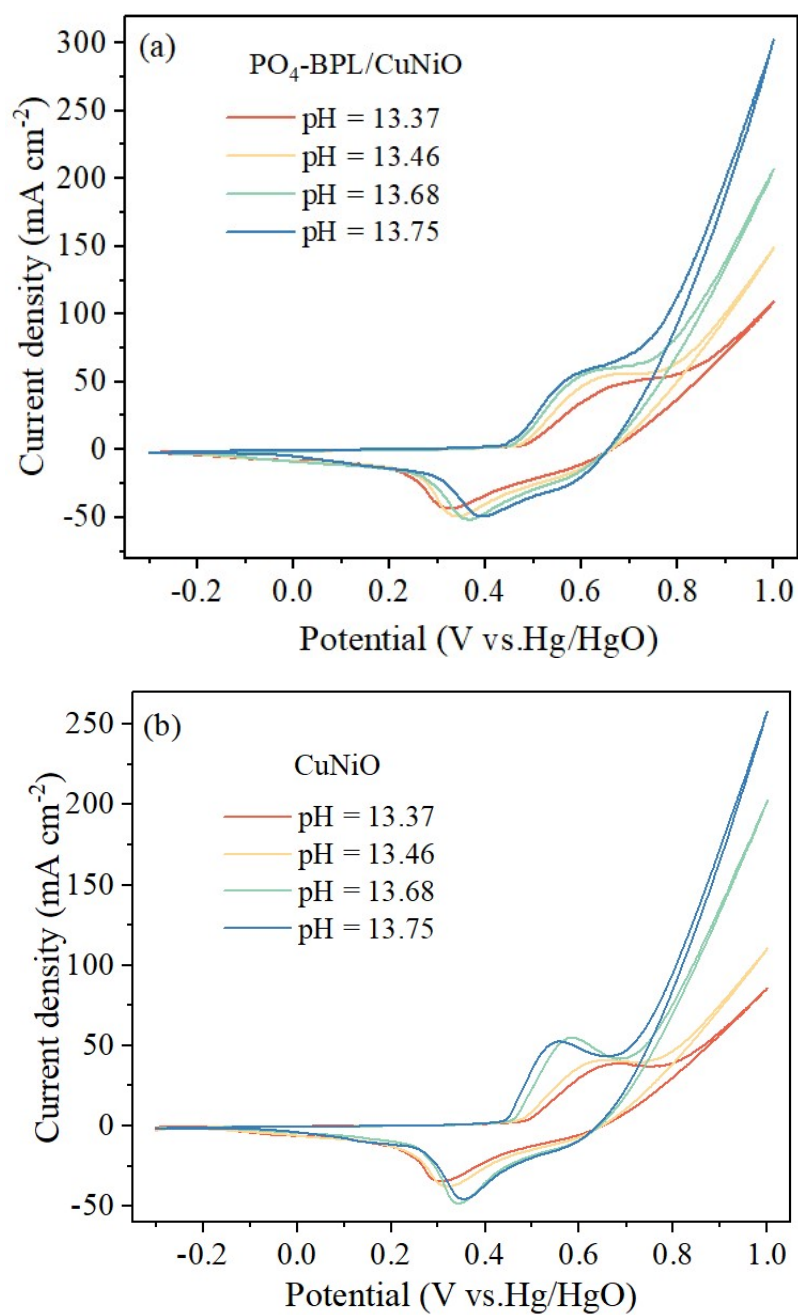 (a)
PO₄-BPL/CuNiO
pH = 13.37
pH = 13.46
pH = 13.68
pH = 13.75
Current density (mA cm⁻²)
300
250
200
150
100
50
0
-50
-0.2 0.0 0.2 0.4 0.6 0.8 1.0
Potential (V vs.Hg/HgO)
(b)
CuNiO
pH = 13.37
pH = 13.46
pH = 13.68
pH = 13.75
Current density (mA cm⁻²)
250
200
150
100
50
0
-50
-0.2 0.0 0.2 0.4 0.6 0.8 1.0
Potential (V vs.Hg/HgO)